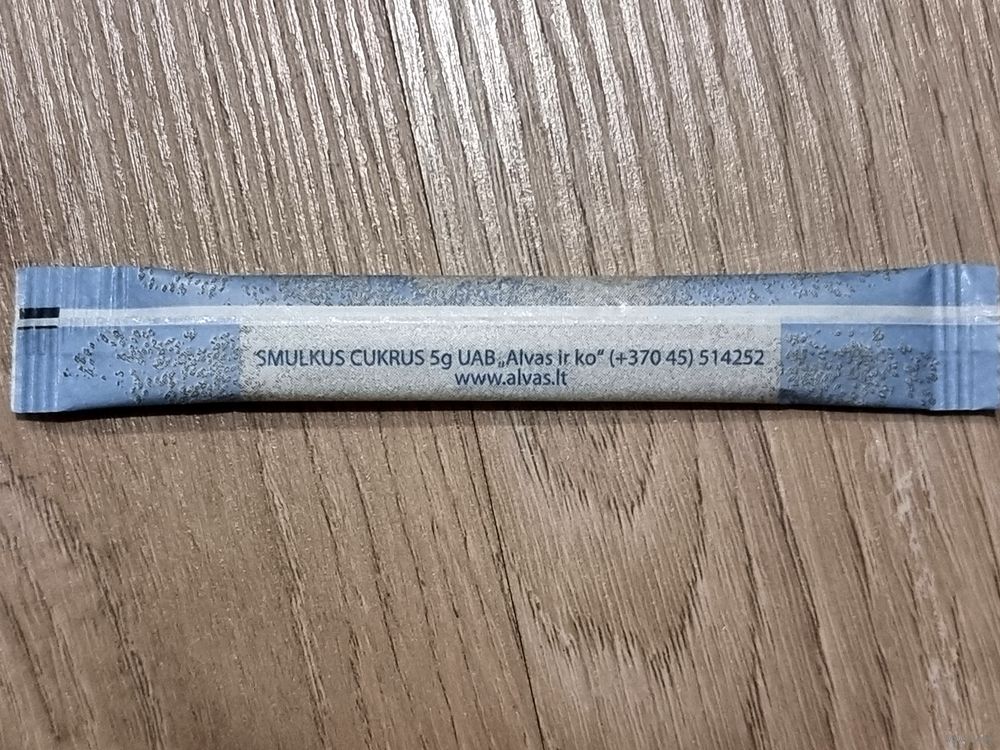 SMULKUS CUKRUS 5g UAB „Alvas ir ko“ (+370 45) 514252
www.alvas.lt